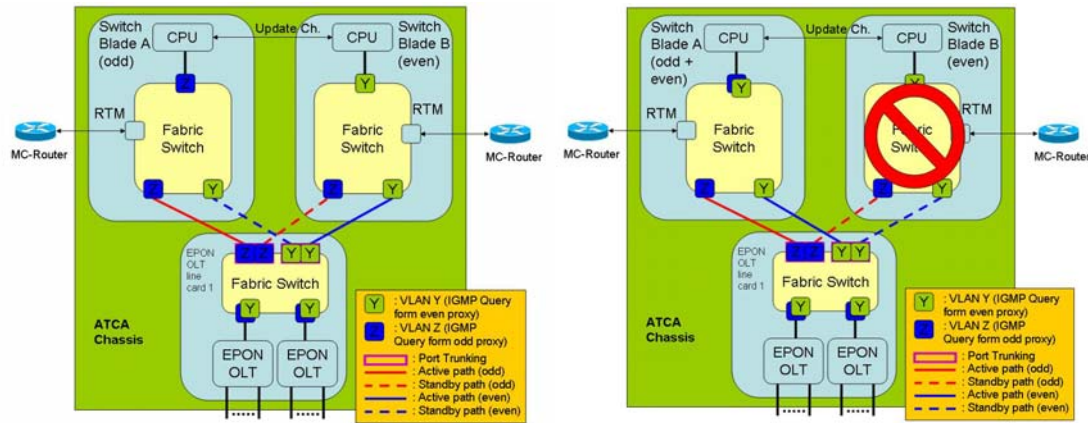 Switch
Blade A
(odd)
CPU
Update Ch.
CPU
Switch
Blade B
(even)
Z
Y
RTM
RTM
Fabric
Switch
Fabric
Switch
MC-Router
MC-Router
Z
Y
Z
Y
EPON
OLT
line
card 1
Z Z
Y Y
Fabric Switch
Y
Y
EPON
OLT
EPON
OLT
ATCA
Chassis
Y : VLAN Y (IGMP Query
form even proxy)
Z : VLAN Z (IGMP
Query form odd proxy)
: Port Trunking
: Active path (odd)
: Standby path (odd)
: Active path (even)
: Standby path (even)
Switch
Blade A
(odd +
even)
CPU
Update Ch.
CPU
Switch
Blade B
(even)
Y
Y
RTM
RTM
Fabric
Switch
Fabric
Switch
MC-Router
MC-Router
Z
Y
Z
Y
EPON
OLT
line
card 1
Z Z
Y Y
Fabric Switch
Y
Y
EPON
OLT
EPON
OLT
ATCA
Chassis
Y : VLAN Y (IGMP Query
form even proxy)
Z : VLAN Z (IGMP
Query form odd proxy)
: Port Trunking
: Active path (odd)
: Standby path (odd)
: Active path (even)
: Standby path (even)